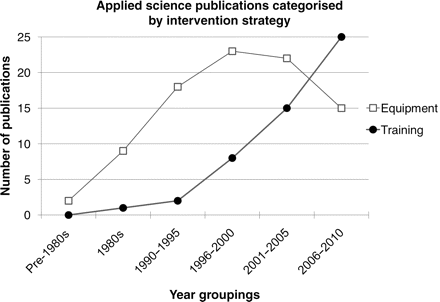 Applied science publications categorised
by intervention strategy
Number of publications
25
20
15
10
5
0
Equipment
Training
Pre-1980s
1980s
1990–1995
1996–2000
2001–2005
2006–2010
Year groupings